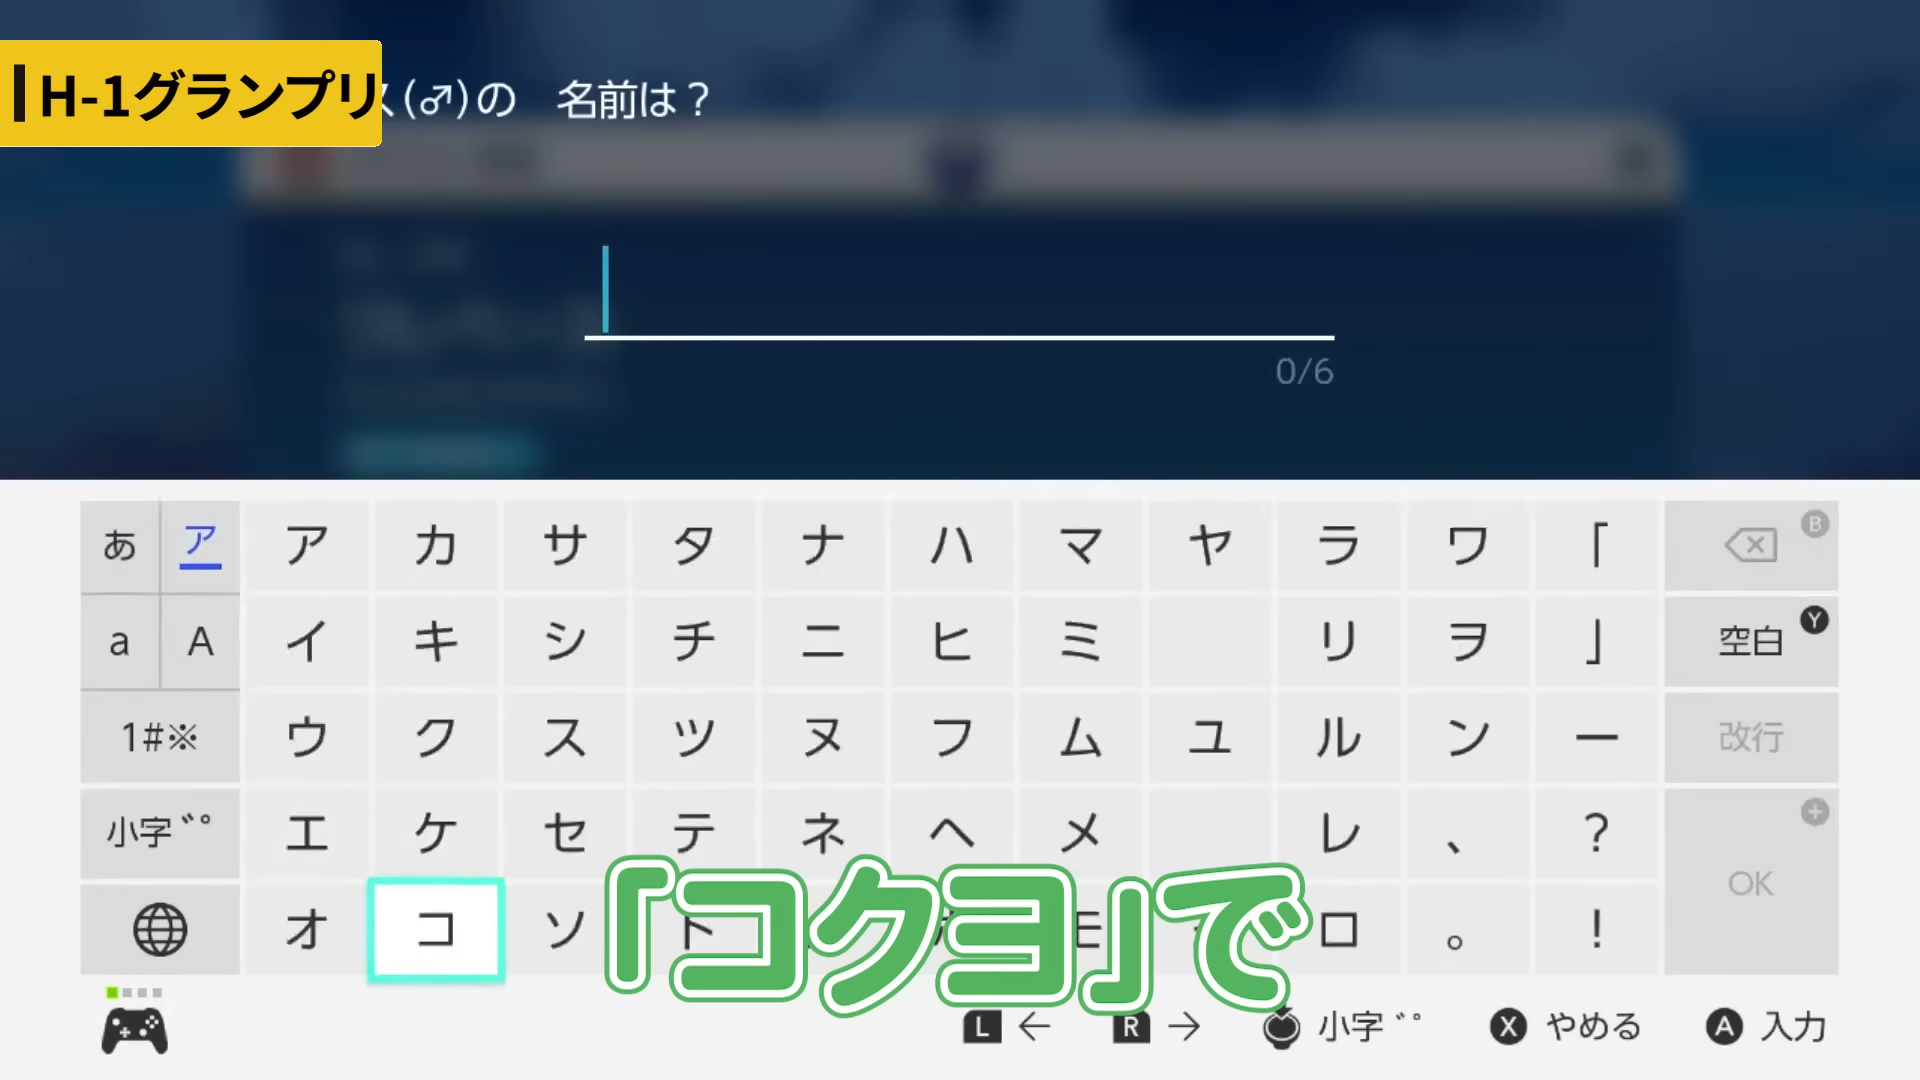 H-1グランプリ
(♂)の 名前は？
0/6
あ ア ア カ サ タ ナ ハ マ ヤ ラ ワ 「 B
a A イ キ シ チ ニ ヒ ミ リ ヲ 」 空白 Y
1#※ ウ ク ス ツ ヌ フ ム ユ ル ン ー 改行
小字゛゜ エ ケ セ テ ネ ヘ メ レ 、 ? OK
オ コ ソ ト モ ロ 。 !
「コクヨ」で
L ← R → 小字゛゜ X やめる A 入力